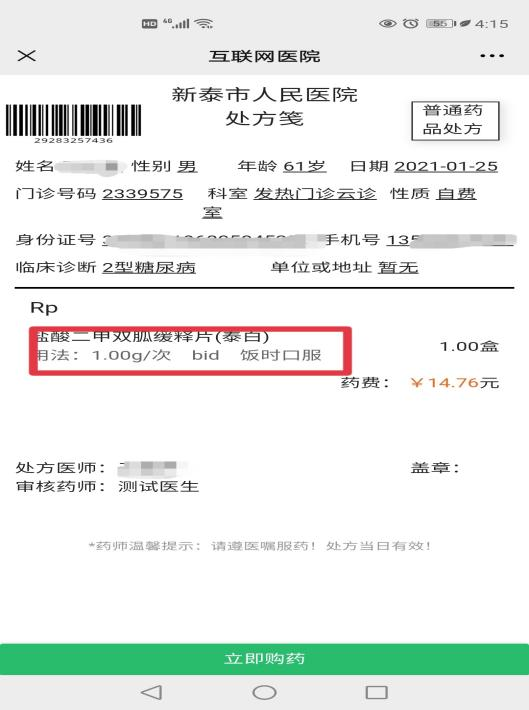 HD 4G 55 4:15
互联网医院
新泰市人民医院
处方笺
普通药
品处方
29283257436
姓名 性别 男 年龄 61岁 日期 2021-01-25
门诊号码 2339575 科室 发热门诊云诊 性质 自费
室
身份证号 手机号 135
临床诊断 2型糖尿病 单位或地址 暂无
Rp
盐酸二甲双胍缓释片(泰白)
用法: 1.00g/次 bid 饭时口服
1.00盒
药费: ￥14.76元
处方医师: 盖章:
审核药师: 测试医生
*药师温馨提示: 请遵医嘱服药! 处方当日有效!
立即购药